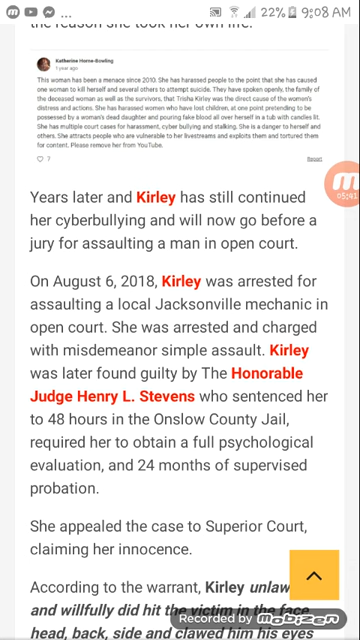 22% 9:08 AM
the reason she took her own life.
Katherine Horne-Bowling
1 year ago
This woman has been a menace since 2010. She has harassed people to the point that she has caused
one woman to kill herself and several others to attempt suicide. They have spoken openly, the family of
the deceased woman as well as the survivors, that Trisha Kirley was the direct cause of the women's
distress and actions. She has harassed women who have lost children, at one point pretending to be
possessed by a women's dead daughter and pouring fake blood all over herself in a tub with candles lit.
She has multiple court cases for harassment, cyber bullying and stalking. She is a danger to herself and
others. She attracts people who are vulnerable to her livestreams and exploits them and tortured them
for content. Please remove her from YouTube.
7 Report
05:41
Years later and Kirley has still continued
her cyberbullying and will now go before a
jury for assaulting a man in open court.
On August 6, 2018, Kirley was arrested for
assaulting a local Jacksonville mechanic in
open court. She was arrested and charged
with misdemeanor simple assault. Kirley
was later found guilty by The Honorable
Judge Henry L. Stevens who sentenced her
to 48 hours in the Onslow County Jail,
required her to obtain a full psychological
evaluation, and 24 months of supervised
probation.
She appealed the case to Superior Court,
claiming her innocence.
According to the warrant, Kirley unlaw
and willfully did hit the victim in the face,
head, back, side and clawed him his eyes
Recorded by mobizen